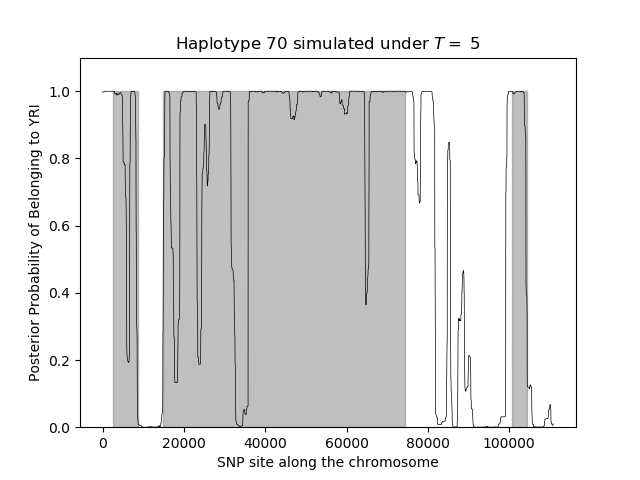 Haplotype 70 simulated under T = 5
Posterior Probability of Belonging to YRI
1.0
0.8
0.6
0.4
0.2
0.0
0 20000 40000 60000 80000 100000
SNP site along the chromosome